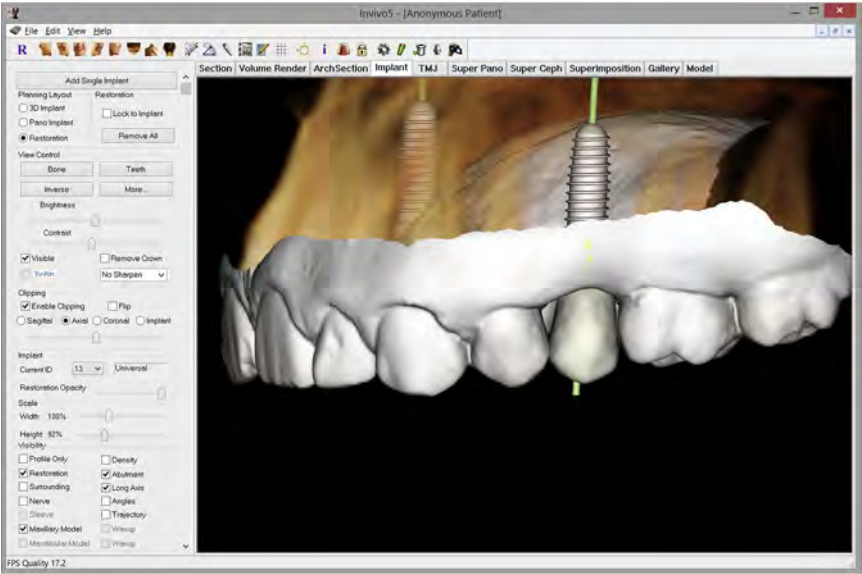 Invivo5 - [Anonymous Patient]
File Edit View Help
Section Volume Render ArchSection Implant TMJ Super Pano Super Ceph Superimposition Gallery Model
Add Single Implant
Planning Layout Restoration
3D Implant
Lock to Implant
Pano Implant
Restoration Remove All
View Control
Bone Teeth
Inverse More...
Brightness
Contrast
Visible Remove Crown
No Sharpen
Clipping
Enable Clipping Flip
Sagittal Axial Coronal Implant
Implant
Current ID 13 Universal
Restoration Opacity
Scale
Width 100%
Height 92%
Visibility
Profile Only Density
Restoration Abutment
Surrounding Long Axis
Nerve Angles
Sleeve Trajectory
Maxillary Model Waxup
Mandibular Model Waxup
FPS Quality 17.2